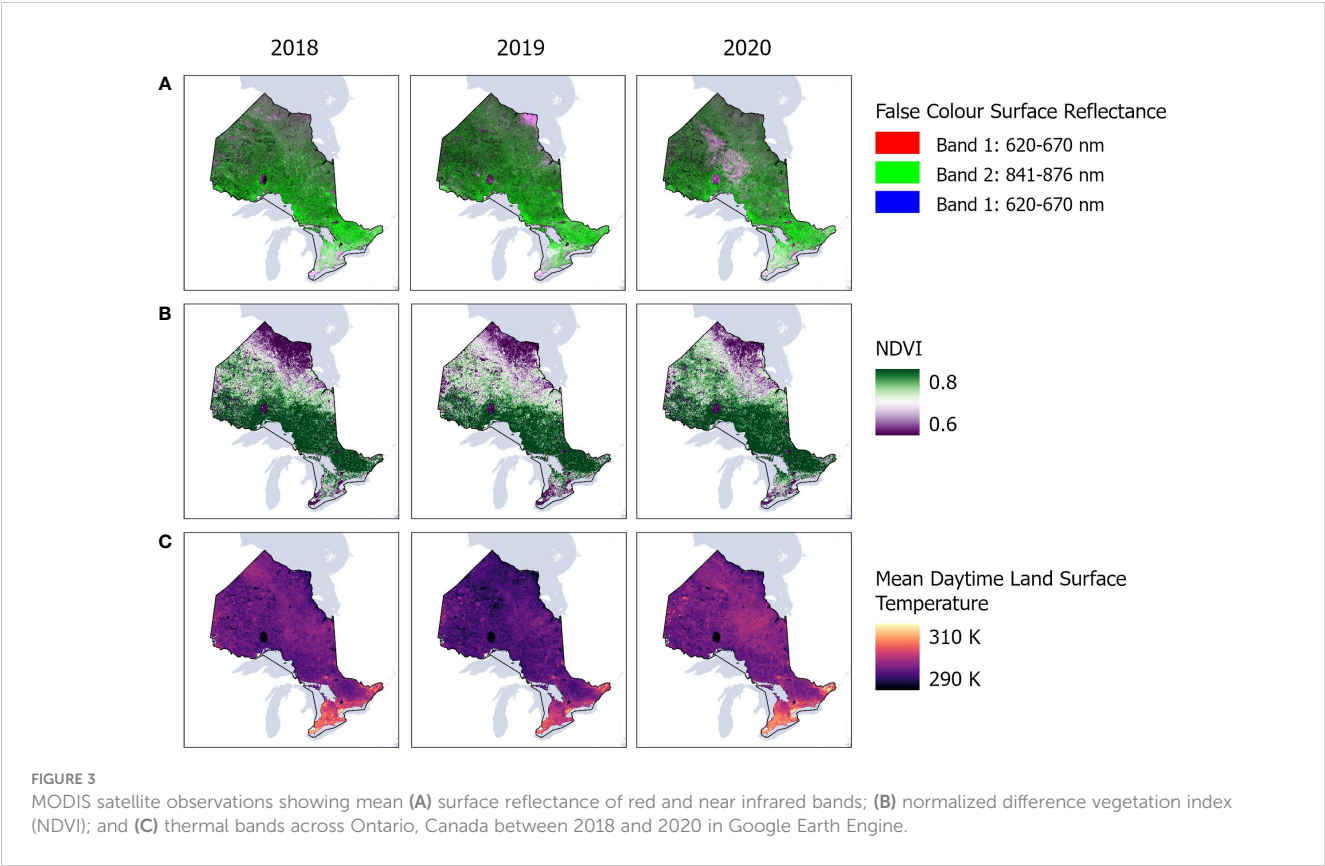 2018 2019 2020
A
False Colour Surface Reflectance
Band 1: 620-670 nm
Band 2: 841-876 nm
Band 1: 620-670 nm
B
NDVI
0.8
0.6
C
Mean Daytime Land Surface
Temperature
310 K
290 K
FIGURE 3
MODIS satellite observations showing mean (A) surface reflectance of red and near infrared bands; (B) normalized difference vegetation index
(NDVI); and (C) thermal bands across Ontario, Canada between 2018 and 2020 in Google Earth Engine.